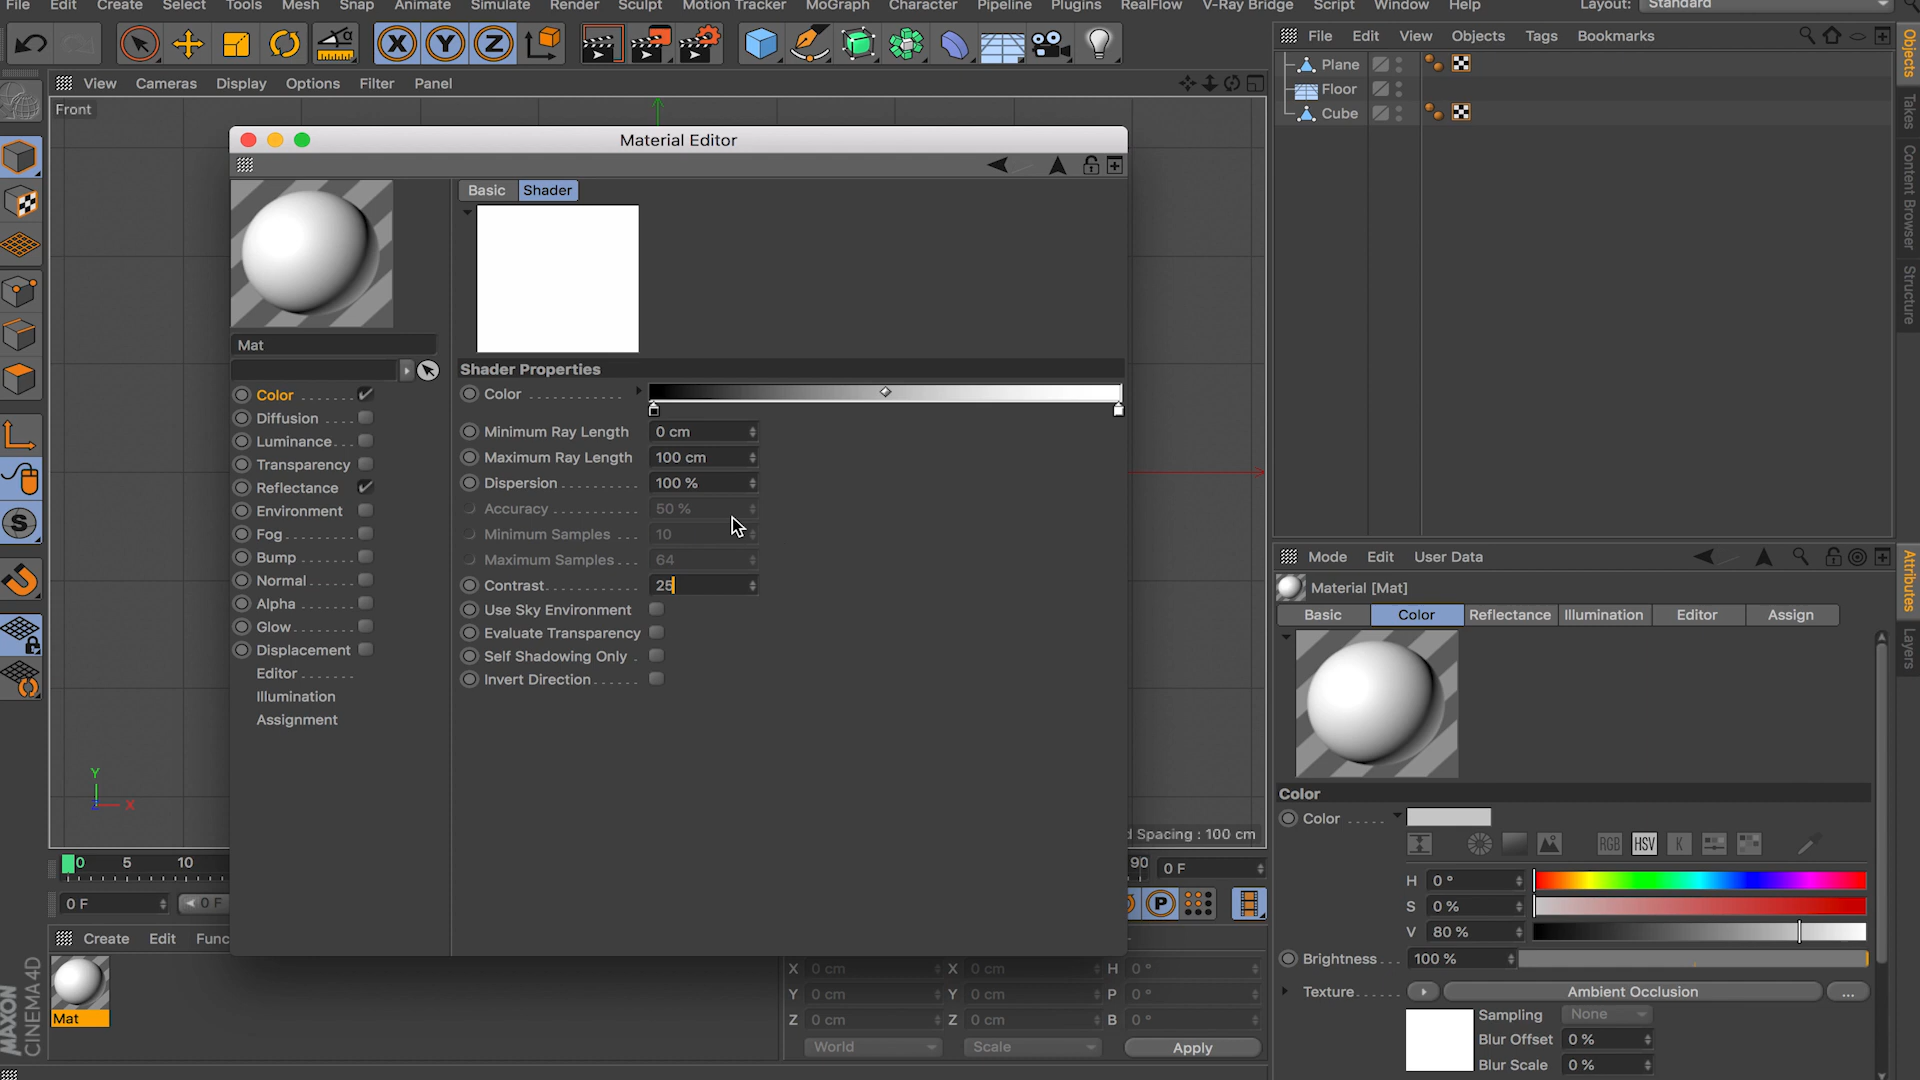 File Edit Create Select Tools Mesh Snap Animate Simulate Render Sculpt Motion Tracker MoGraph Character Pipeline Plugins RealFlow V-Ray Bridge Script Window Help Layout: Standard
X Y Z
File Edit View Objects Tags Bookmarks
Plane
Floor
Cube
Objects
Takes
Content Browser
Structure
View Cameras Display Options Filter Panel
Front
Material Editor
Basic Shader
Mat
Shader Properties
Color
Minimum Ray Length 0 cm
Maximum Ray Length 100 cm
Dispersion 100 %
Accuracy 50 %
Minimum Samples 10
Maximum Samples 64
Contrast 25
Use Sky Environment
Evaluate Transparency
Self Shadowing Only
Invert Direction
Color
Diffusion
Luminance
Transparency
Reflectance
Environment
Fog
Bump
Normal
Alpha
Glow
Displacement
Editor
Illumination
Assignment
S
Y
X
d Spacing : 100 cm
0 5 10
90 0 F
0 F 0 F
P
Create Edit Func
Mat
MAXON
CINEMA4D
X 0 cm X 0 cm H 0 °
Y 0 cm Y 0 cm P 0 °
Z 0 cm Z 0 cm B 0 °
World Scale Apply
Mode Edit User Data
Attributes
Layers
Material [Mat]
Basic Color Reflectance Illumination Editor Assign
Color
Color
RGB HSV K
H 0 °
S 0 %
V 80 %
Brightness 100 %
Texture Ambient Occlusion ...
Sampling None
Blur Offset 0 %
Blur Scale 0 %